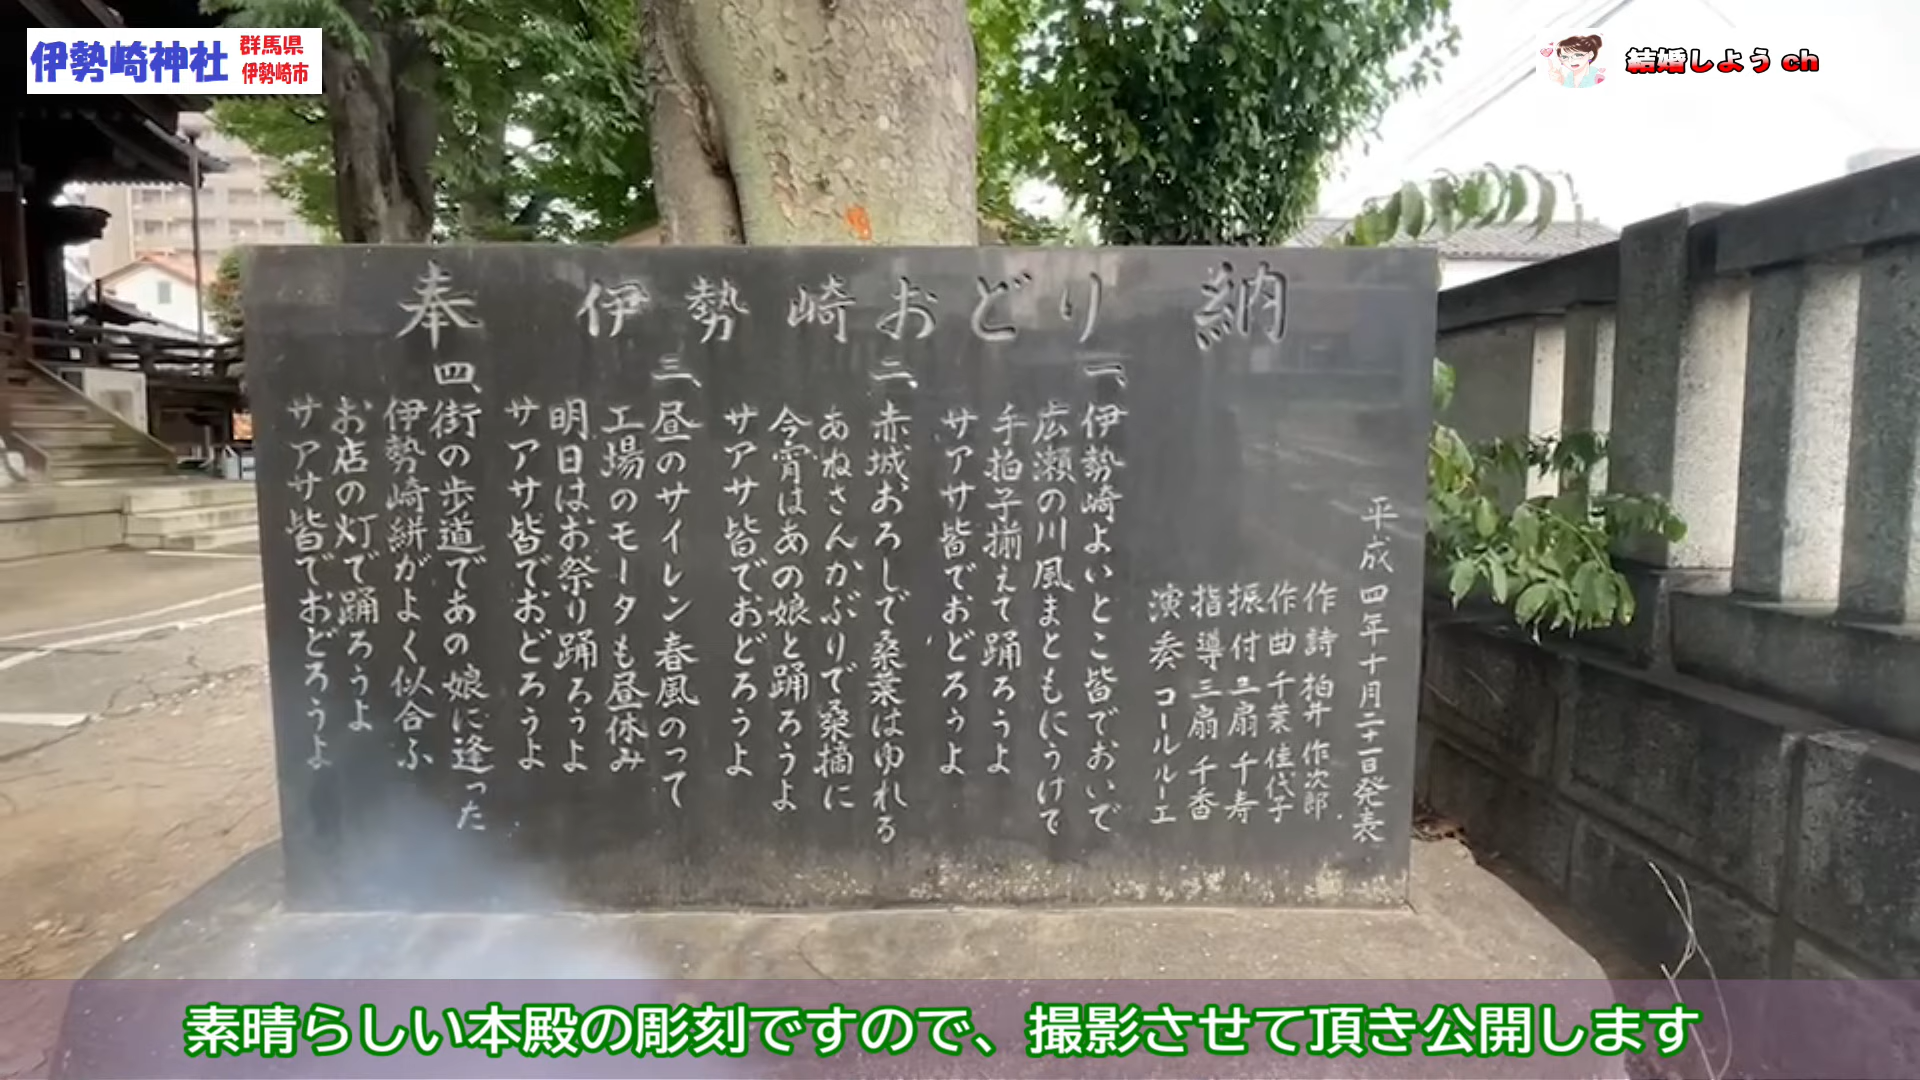 伊勢崎神社
群馬県
伊勢崎市
結婚しよう ch
奉 伊勢崎おどり 納
平成四年十月二十一日発表
作詩 柏井 作次郎
作曲 千葉 佳代子
振付 三扇 千寿
指導 三扇 千香
演奏 コールルーエ
一、伊勢崎よいとこ皆でおいで
広瀬の川風まともにうけて
手拍子揃えて踊ろうよ
サアサ皆でおどろうよ
二、赤城おろしで桑葉はゆれる
あねさんかぶりで桑摘に
今宵はあの娘と踊ろうよ
サアサ皆でおどろうよ
三、昼のサイレン春風のって
工場のモータも昼休み
明日はお祭り踊ろうよ
サアサ皆でおどろうよ
四、街の歩道であの娘に逢った
伊勢崎絣がよく似合ふ
お店の灯で踊ろうよ
サアサ皆でおどろうよ
素晴らしい本殿の彫刻ですので、撮影させて頂き公開します